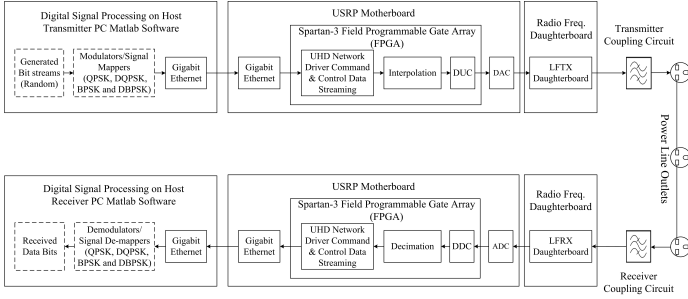 Digital Signal Processing on Host
Transmitter PC Matlab Software
Generated
Bit streams
(Random)
Modulators/Signal
Mappers
(QPSK, DQPSK,
BPSK and DBPSK)
Gigabit
Ethernet
USRP Motherboard
Gigabit
Ethernet
Spartan-3 Field Programmable Gate Array
(FPGA)
UHD Network
Driver Command
& Control Data
Streaming
Interpolation
DUC
DAC
Radio Freq.
Daughterboard
LFTX
Daughterboard
Transmitter
Coupling Circuit
Power Line Outlets
Digital Signal Processing on Host
Receiver PC Matlab Software
Received
Data Bits
Demodulators/
Signal De-mappers
(QPSK, DQPSK,
BPSK and DBPSK)
Gigabit
Ethernet
USRP Motherboard
Gigabit
Ethernet
Spartan-3 Field Programmable Gate Array
(FPGA)
UHD Network
Driver Command
& Control Data
Streaming
Decimation
DDC
ADC
Radio Freq.
Daughterboard
LFRX
Daughterboard
Receiver
Coupling Circuit